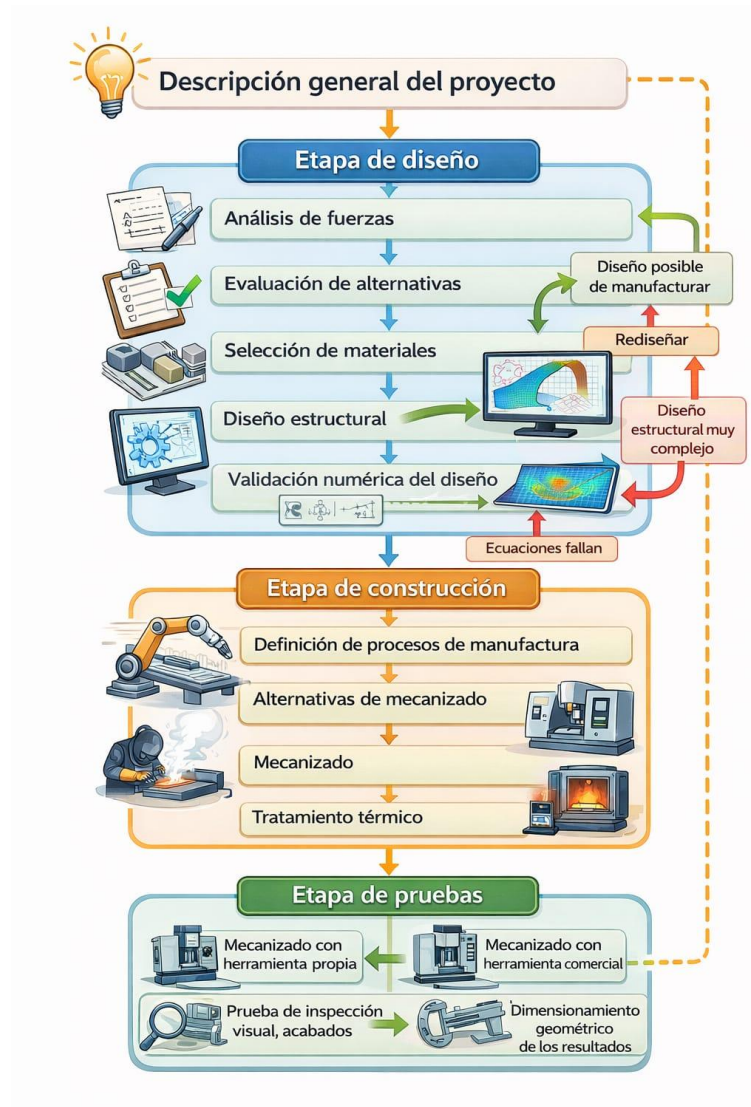 Descripción general del proyecto
Etapa de diseño
Análisis de fuerzas
Evaluación de alternativas
Diseño posible
de manufacturar
Rediseñar
Selección de materiales
Diseño
estructural muy
complejo
Diseño estructural
Validación numérica del diseño
Ecuaciones fallan
Etapa de construcción
Definición de procesos de manufactura
Alternativas de mecanizado
Mecanizado
Tratamiento térmico
Etapa de pruebas
Mecanizado con
herramienta propia
Mecanizado con
herramienta comercial
Prueba de inspección
visual, acabados
Dimensionamiento
geométrico
de los resultados